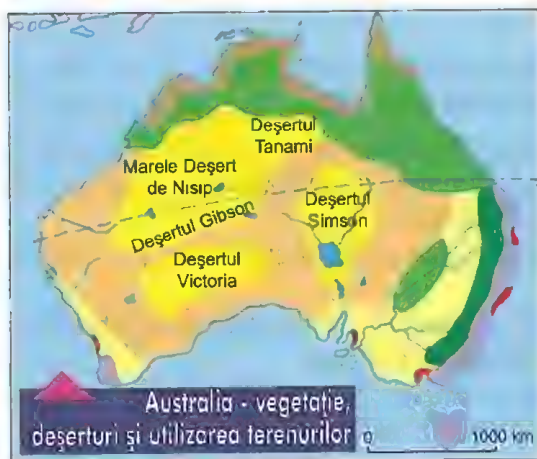 Deşertul
Tanami
Marele Deşert
de Nisip
Deşertul
Simson
Deşertul Gibson
Deşertul
Victoria
Australia - vegetaţie,
deşerturi şi utilizarea terenurilor
0 1000 km